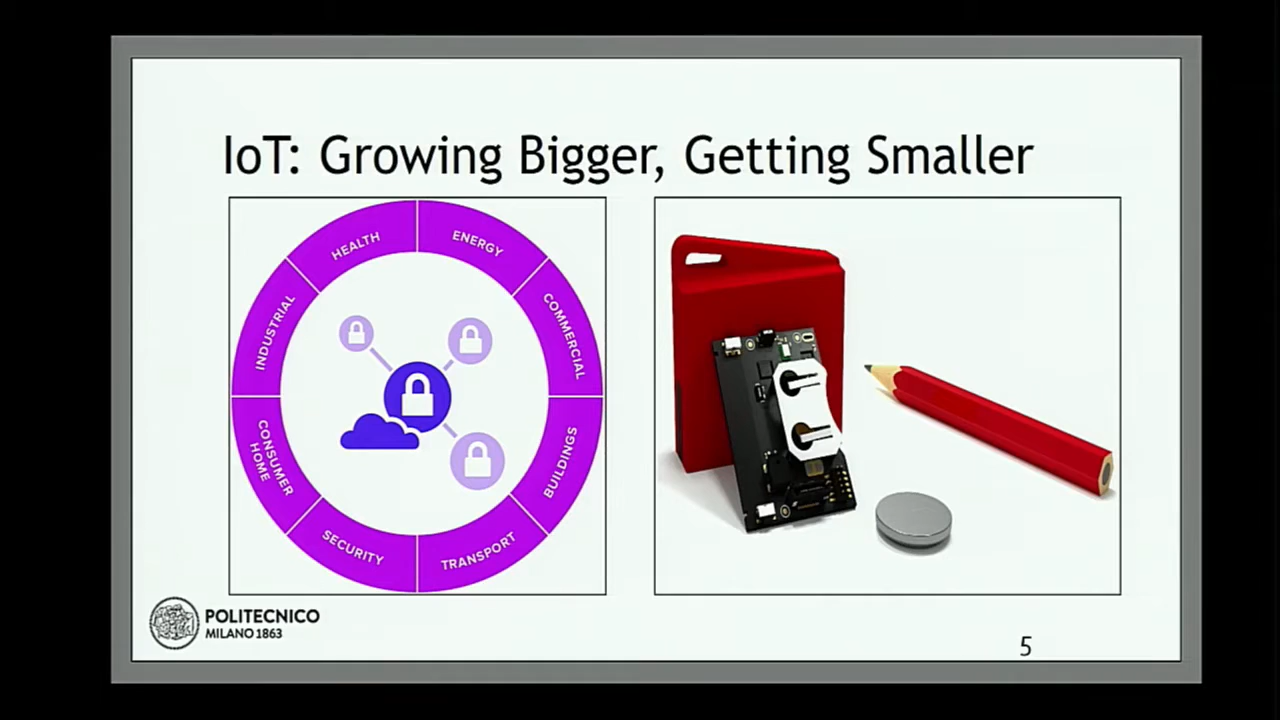 IoT: Growing Bigger, Getting Smaller
HEALTH
ENERGY
COMMERCIAL
BUILDINGS
TRANSPORT
SECURITY
CONSUMER
HOME
INDUSTRIAL
POLITECNICO
MILANO 1863
5